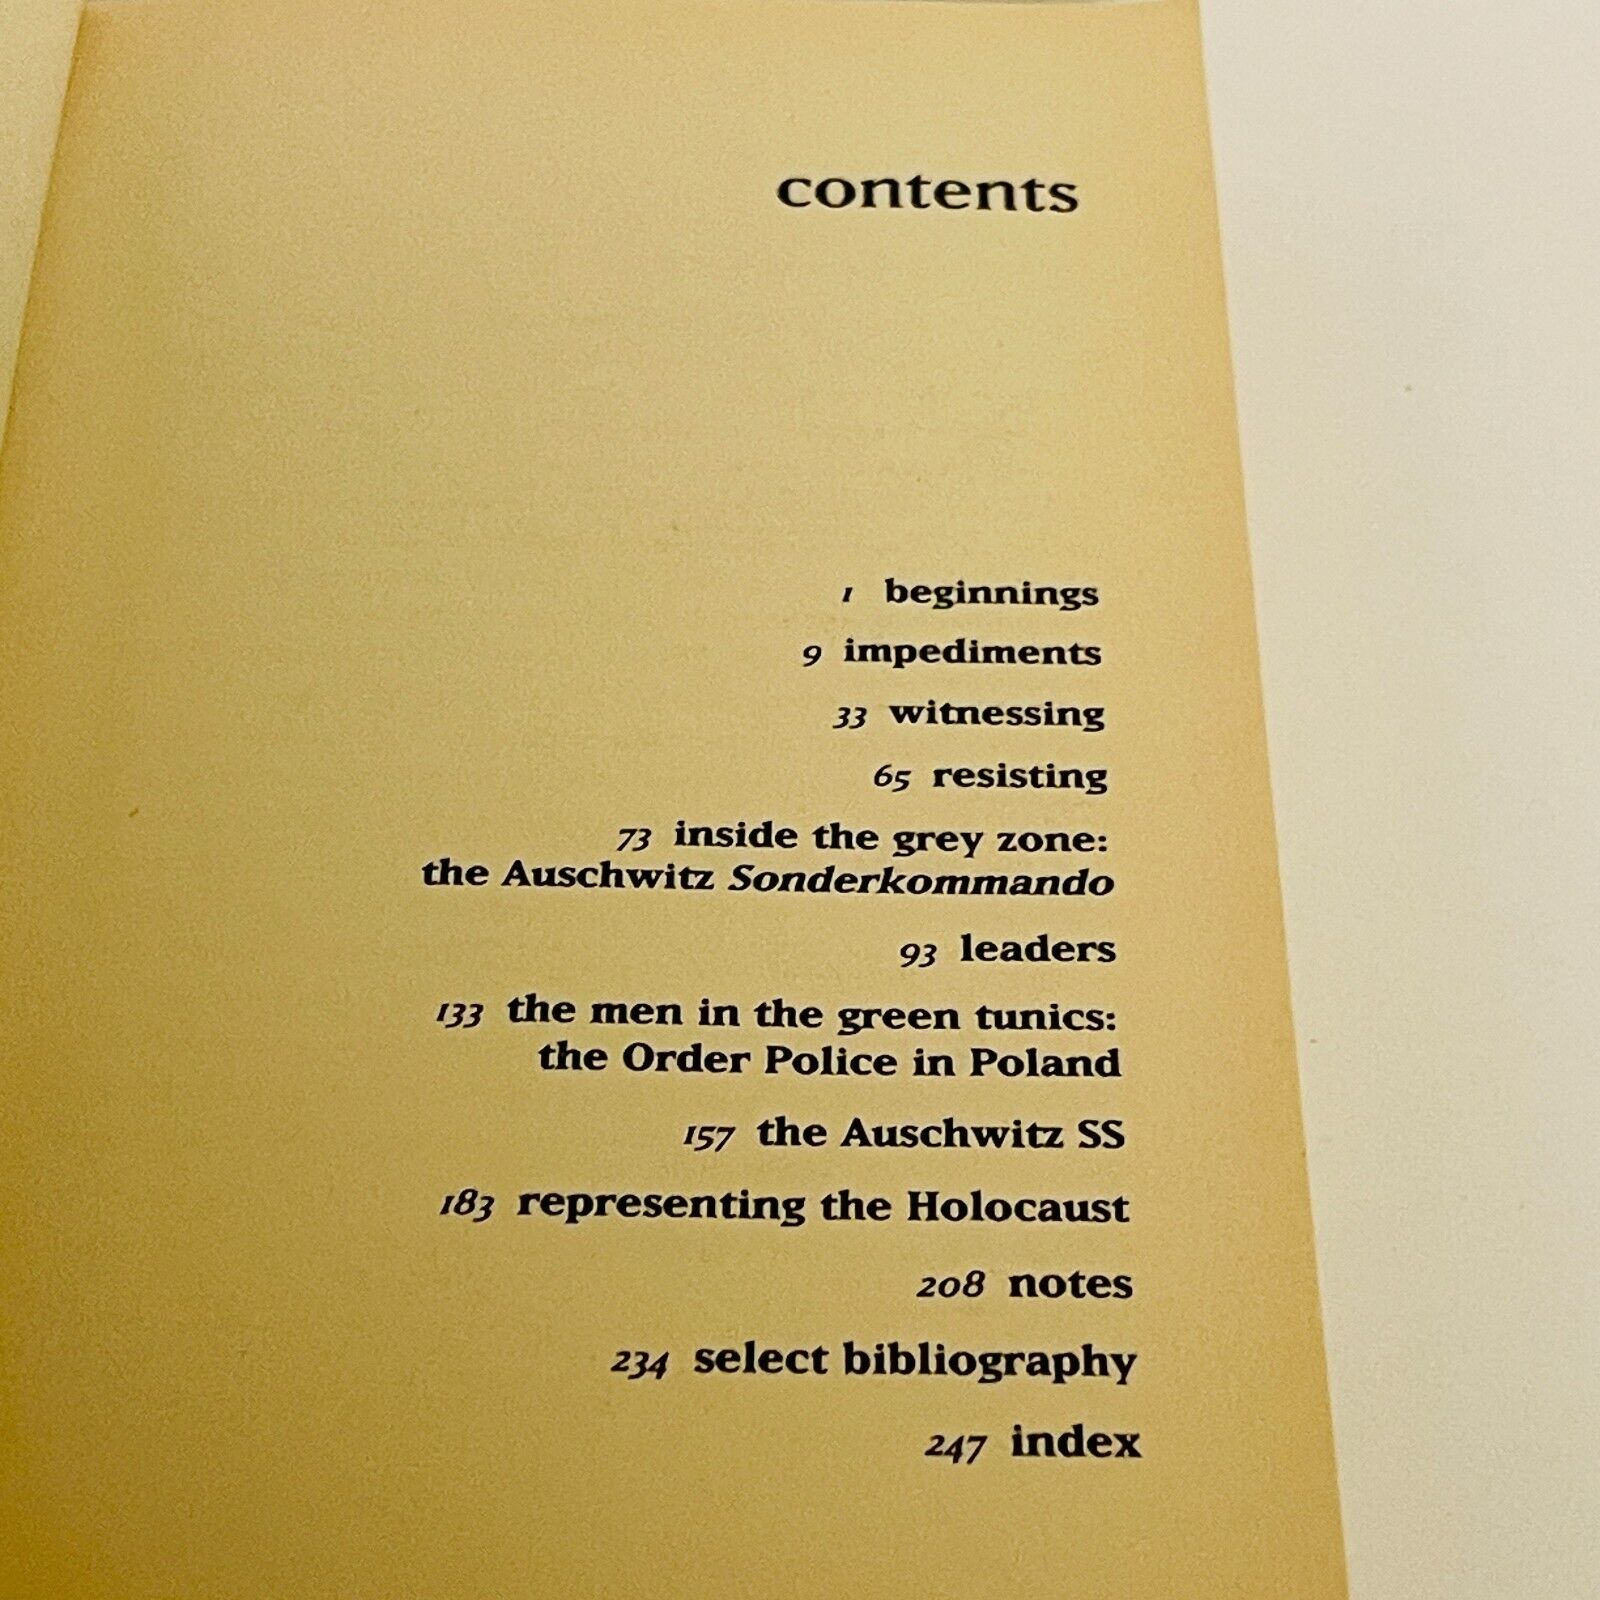 contents
1 beginnings
9 impediments
33 witnessing
65 resisting
73 inside the grey zone:
the Auschwitz Sonderkommando
93 leaders
133 the men in the green tunics:
the Order Police in Poland
157 the Auschwitz SS
183 representing the Holocaust
208 notes
234 select bibliography
247 index